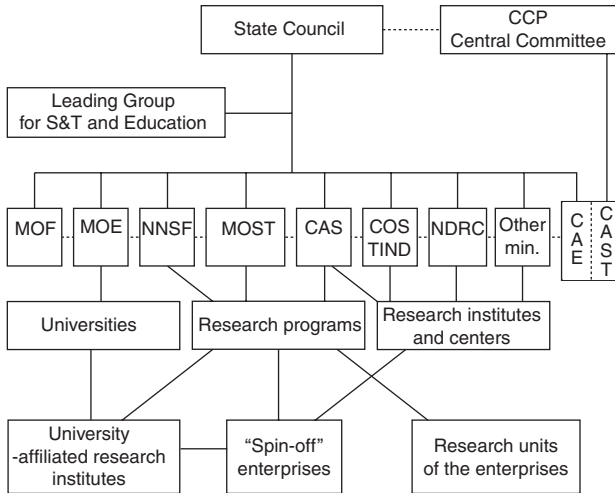 State Council
CCP
Central Committee
Leading Group
for S&T and Education
MOF
MOE
NNSF
MOST
CAS
COS
TIND
NDRC
Other
min.
CAE
CAST
Universities
Research programs
Research institutes
and centers
University
-affiliated research
institutes
“Spin-off”
enterprises
Research units
of the enterprises